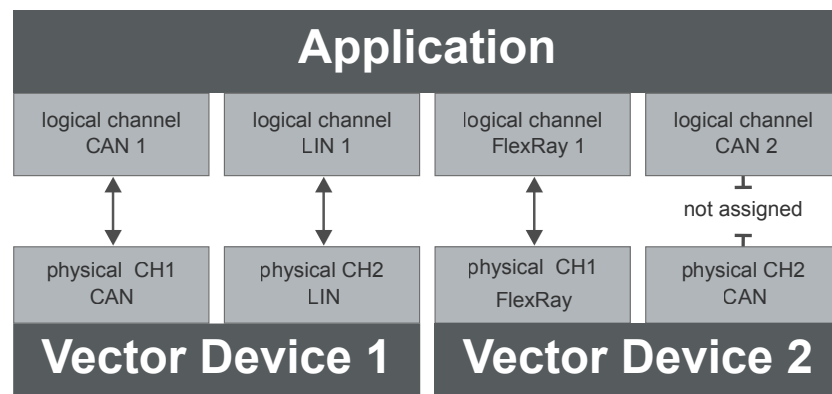 Application
logical channel
CAN 1
logical channel
LIN 1
logical channel
FlexRay 1
logical channel
CAN 2
not assigned
physical CH1
CAN
physical CH2
LIN
physical CH1
FlexRay
physical CH2
CAN
Vector Device 1
Vector Device 2